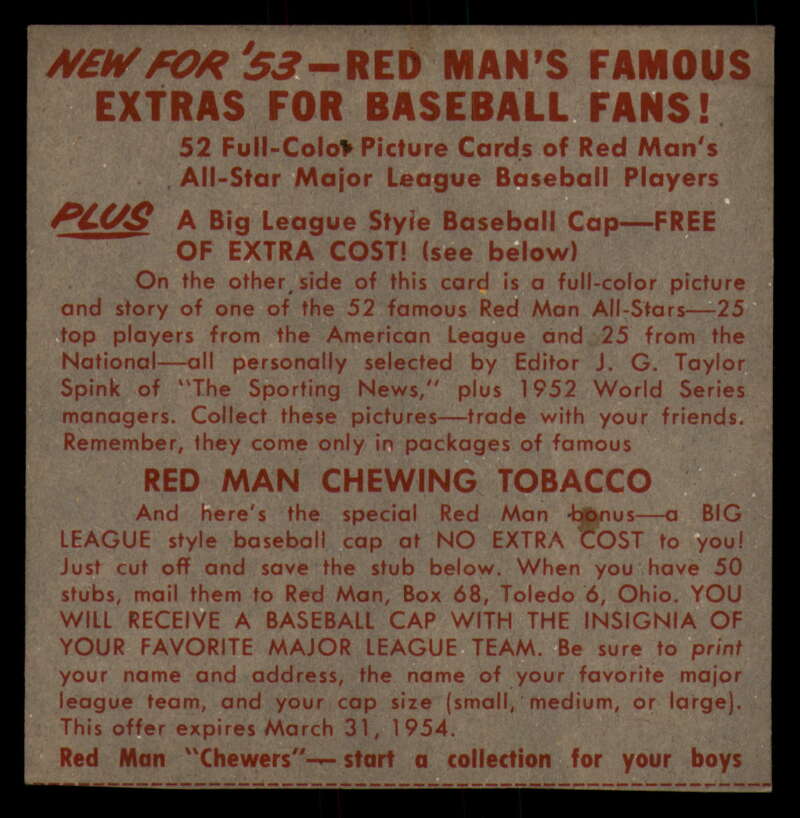 NEW FOR '53—RED MAN'S FAMOUS
EXTRAS FOR BASEBALL FANS!
52 Full-Color Picture Cards of Red Man's
All-Star Major League Baseball Players
PLUS A Big League Style Baseball Cap—FREE
OF EXTRA COST! (see below)
On the other side of this card is a full-color picture
and story of one of the 52 famous Red Man All-Stars—25
top players from the American League and 25 from the
National—all personally selected by Editor J. G. Taylor
Spink of "The Sporting News," plus 1952 World Series
managers. Collect these pictures—trade with your friends.
Remember, they come only in packages of famous
RED MAN CHEWING TOBACCO
And here's the special Red Man bonus—a BIG
LEAGUE style baseball cap at NO EXTRA COST to you!
Just cut off and save the stub below. When you have 50
stubs, mail them to Red Man, Box 68, Toledo 6, Ohio. YOU
WILL RECEIVE A BASEBALL CAP WITH THE INSIGNIA OF
YOUR FAVORITE MAJOR LEAGUE TEAM. Be sure to print
your name and address, the name of your favorite major
league team, and your cap size (small, medium, or large).
This offer expires March 31, 1954.
Red Man "Chewers"—start a collection for your boys